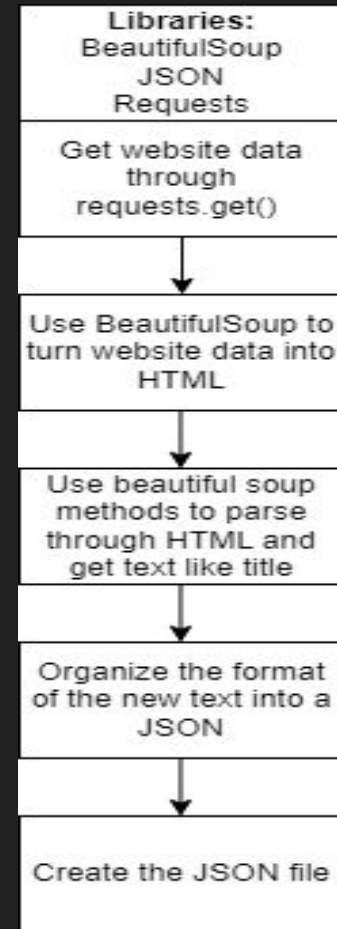 Libraries:
BeautifulSoup
JSON
Requests
Get website data
through
requests.get()
Use BeautifulSoup to
turn website data into
HTML
Use beautiful soup
methods to parse
through HTML and
get text like title
Organize the format
of the new text into a
JSON
Create the JSON file